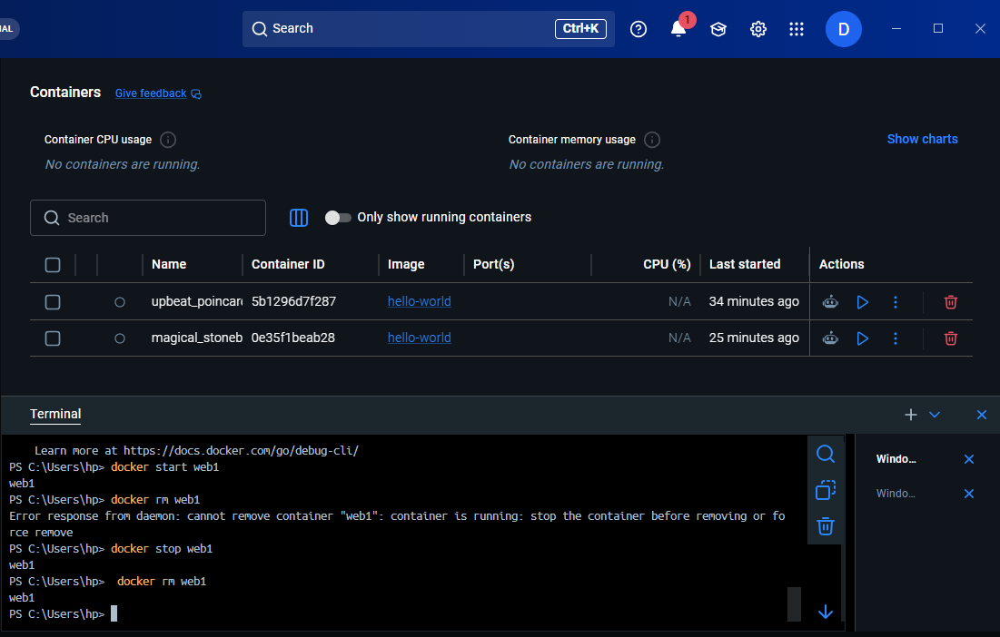 AL
Search
Ctrl+K
1
D
Containers Give feedback
Container CPU usage
No containers are running.
Container memory usage
No containers are running.
Show charts
Search
Only show running containers
Name Container ID Image Port(s) CPU (%) Last started Actions
upbeat_poincare 5b1296d7f287 hello-world N/A 34 minutes ago
magical_stoneb 0e35f1beab28 hello-world N/A 25 minutes ago
Terminal
Learn more at https://docs.docker.com/go/debug-cli/
PS C:\Users\hp> docker start web1
web1
PS C:\Users\hp> docker rm web1
Error response from daemon: cannot remove container "web1": container is running: stop the container before removing or fo
rce remove
PS C:\Users\hp> docker stop web1
web1
PS C:\Users\hp>  docker rm web1
web1
PS C:\Users\hp>
Windo...
Windo...